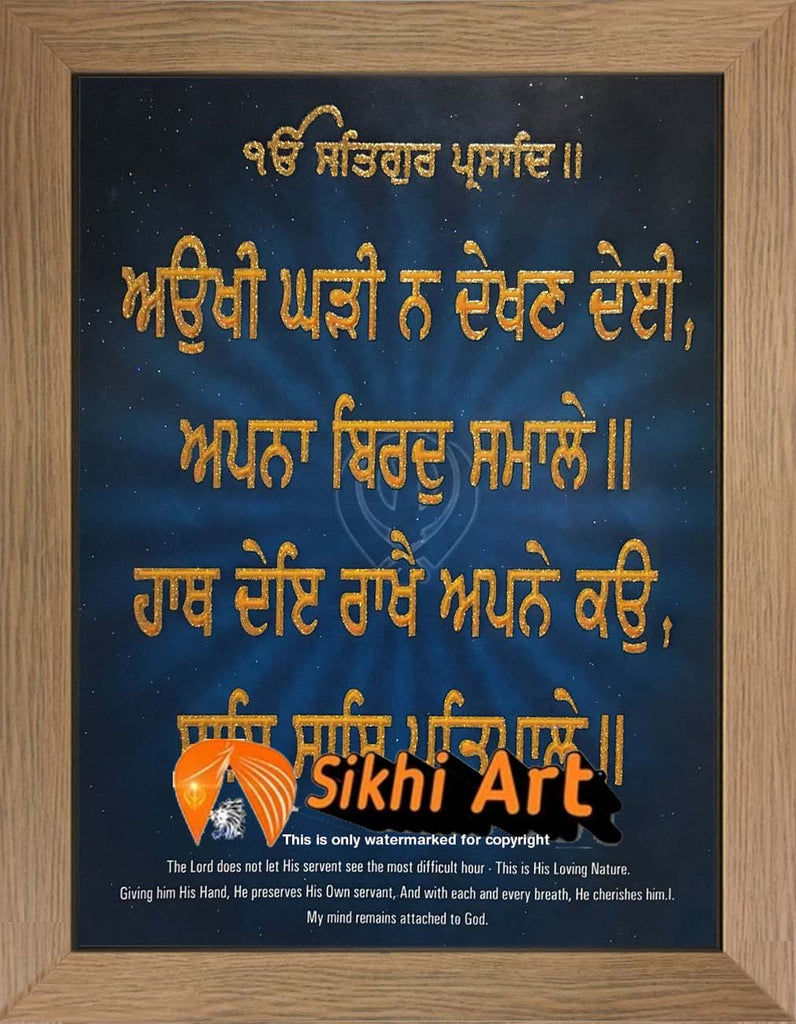 ੴ ਸਤਿਗੁਰ ਪ੍ਰਸਾਦਿ॥
ਅਉਖੀ ਘੜੀ ਨ ਦੇਖਣ ਦੇਈ,
ਅਪਨਾ ਬਿਰਦੁ ਸਮਾਲੇ॥
ਹਾਥ ਦੇਇ ਰਾਖੈ ਅਪਨੇ ਕਉ,
ਸਾਸਿ ਸਾਸਿ ਪ੍ਰਤਿਪਾਲੇ॥
Sikhi Art
This is only watermarked for copyright
The Lord does not let His servent see the most difficult hour - This is His Loving Nature.
Giving him His Hand, He preserves His Own servant, And with each and every breath, He cherishes him.I.
My mind remains attached to God.